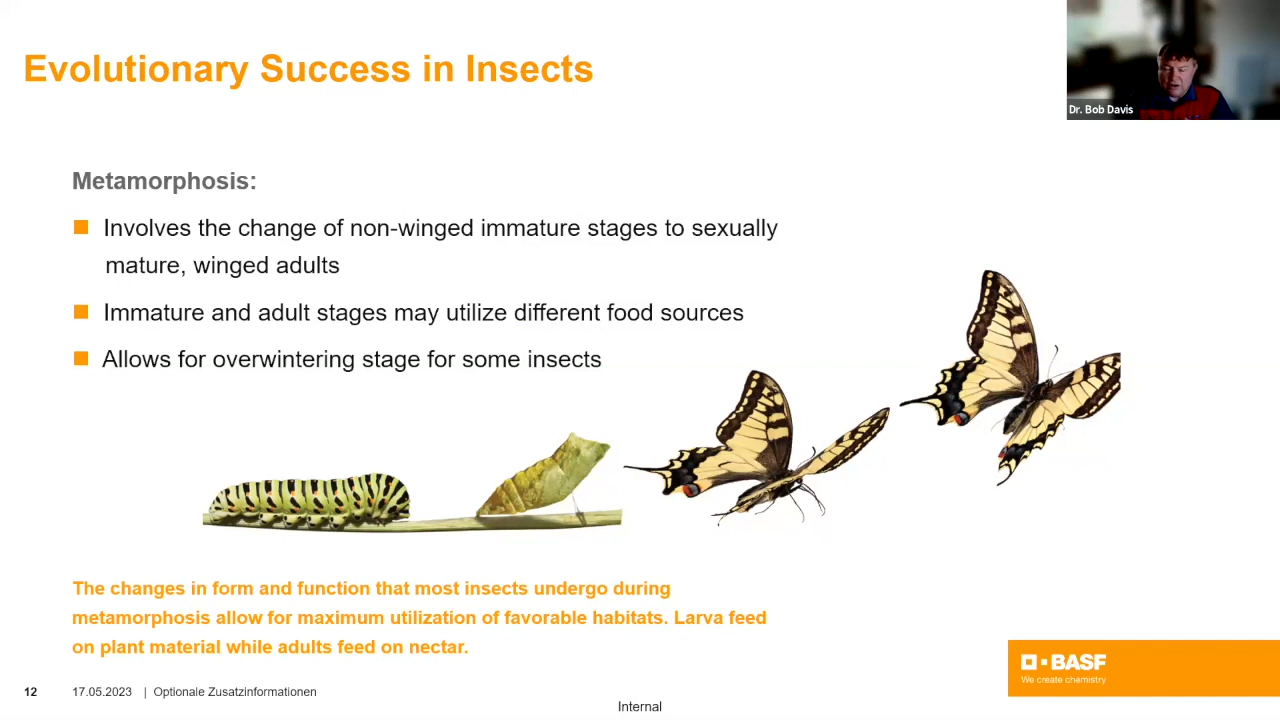 Evolutionary Success in Insects
Dr. Bob Davis
Metamorphosis:
Involves the change of non-winged immature stages to sexually
mature, winged adults
Immature and adult stages may utilize different food sources
Allows for overwintering stage for some insects
The changes in form and function that most insects undergo during
metamorphosis allow for maximum utilization of favorable habitats. Larva feed
on plant material while adults feed on nectar.
BASF
We create chemistry
12 17.05.2023 | Optionale Zusatzinformationen
Internal